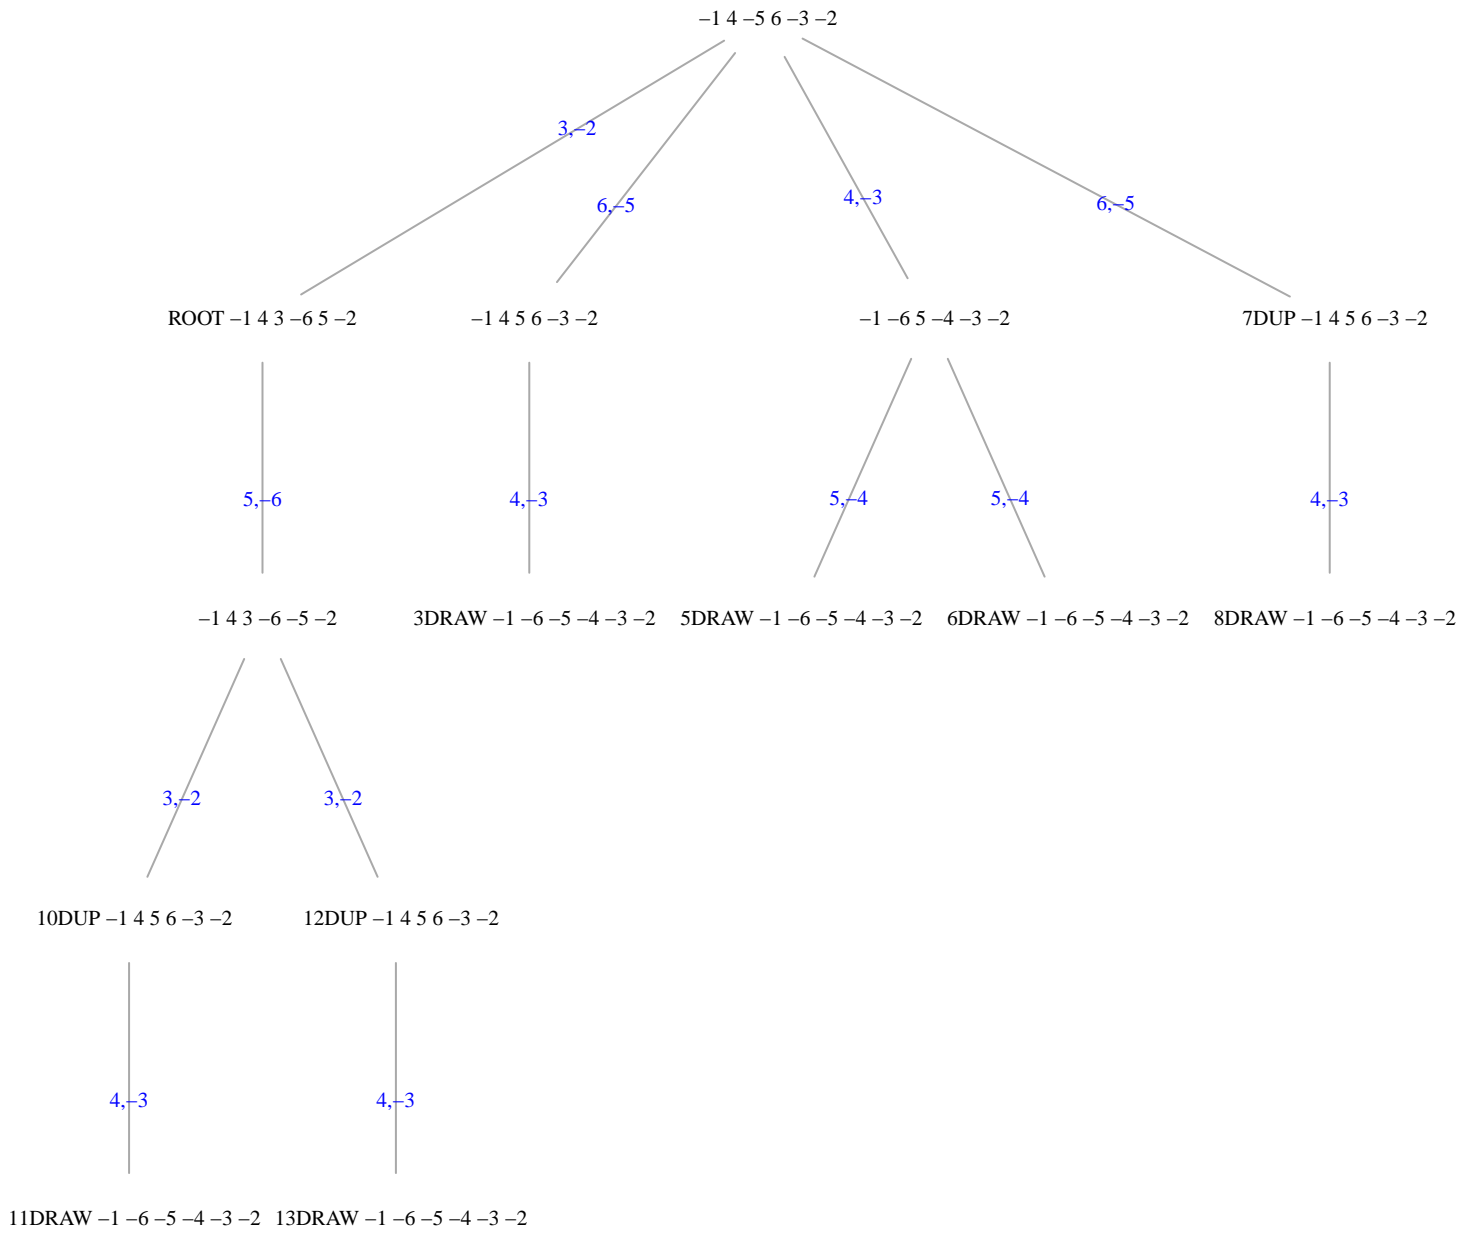 –1 4 –5 6 –3 –2
3,–2
6,–5
4,–3
6,–5
ROOT –1 4 3 –6 5 –2
–1 4 5 6 –3 –2
–1 –6 5 –4 –3 –2
7DUP –1 4 5 6 –3 –2
5,–6
4,–3
5,–4
5,–4
4,–3
–1 4 3 –6 –5 –2
3DRAW –1 –6 –5 –4 –3 –2
5DRAW –1 –6 –5 –4 –3 –2
6DRAW –1 –6 –5 –4 –3 –2
8DRAW –1 –6 –5 –4 –3 –2
3,–2
3,–2
10DUP –1 4 5 6 –3 –2
12DUP –1 4 5 6 –3 –2
4,–3
4,–3
11DRAW –1 –6 –5 –4 –3 –2
13DRAW –1 –6 –5 –4 –3 –2